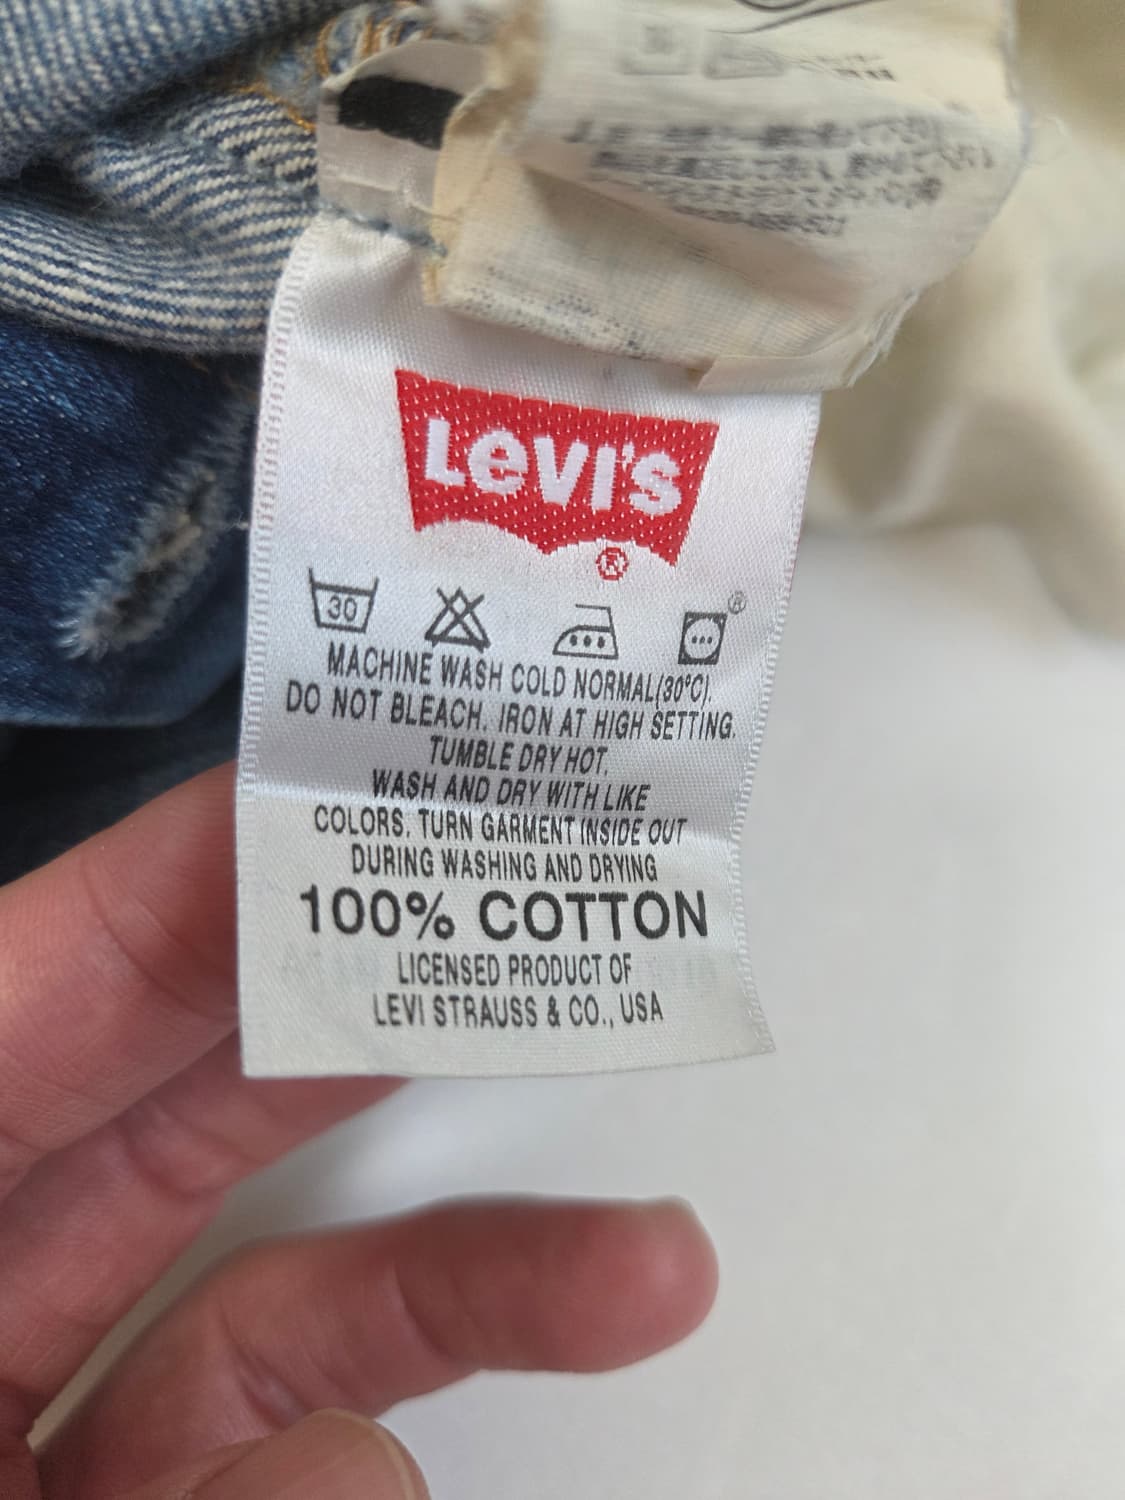 LEVI'S
®
30
®
MACHINE WASH COLD NORMAL(30°C).
DO NOT BLEACH. IRON AT HIGH SETTING.
TUMBLE DRY HOT.
WASH AND DRY WITH LIKE
COLORS. TURN GARMENT INSIDE OUT
DURING WASHING AND DRYING
100% COTTON
LICENSED PRODUCT OF
LEVI STRAUSS & CO., USA